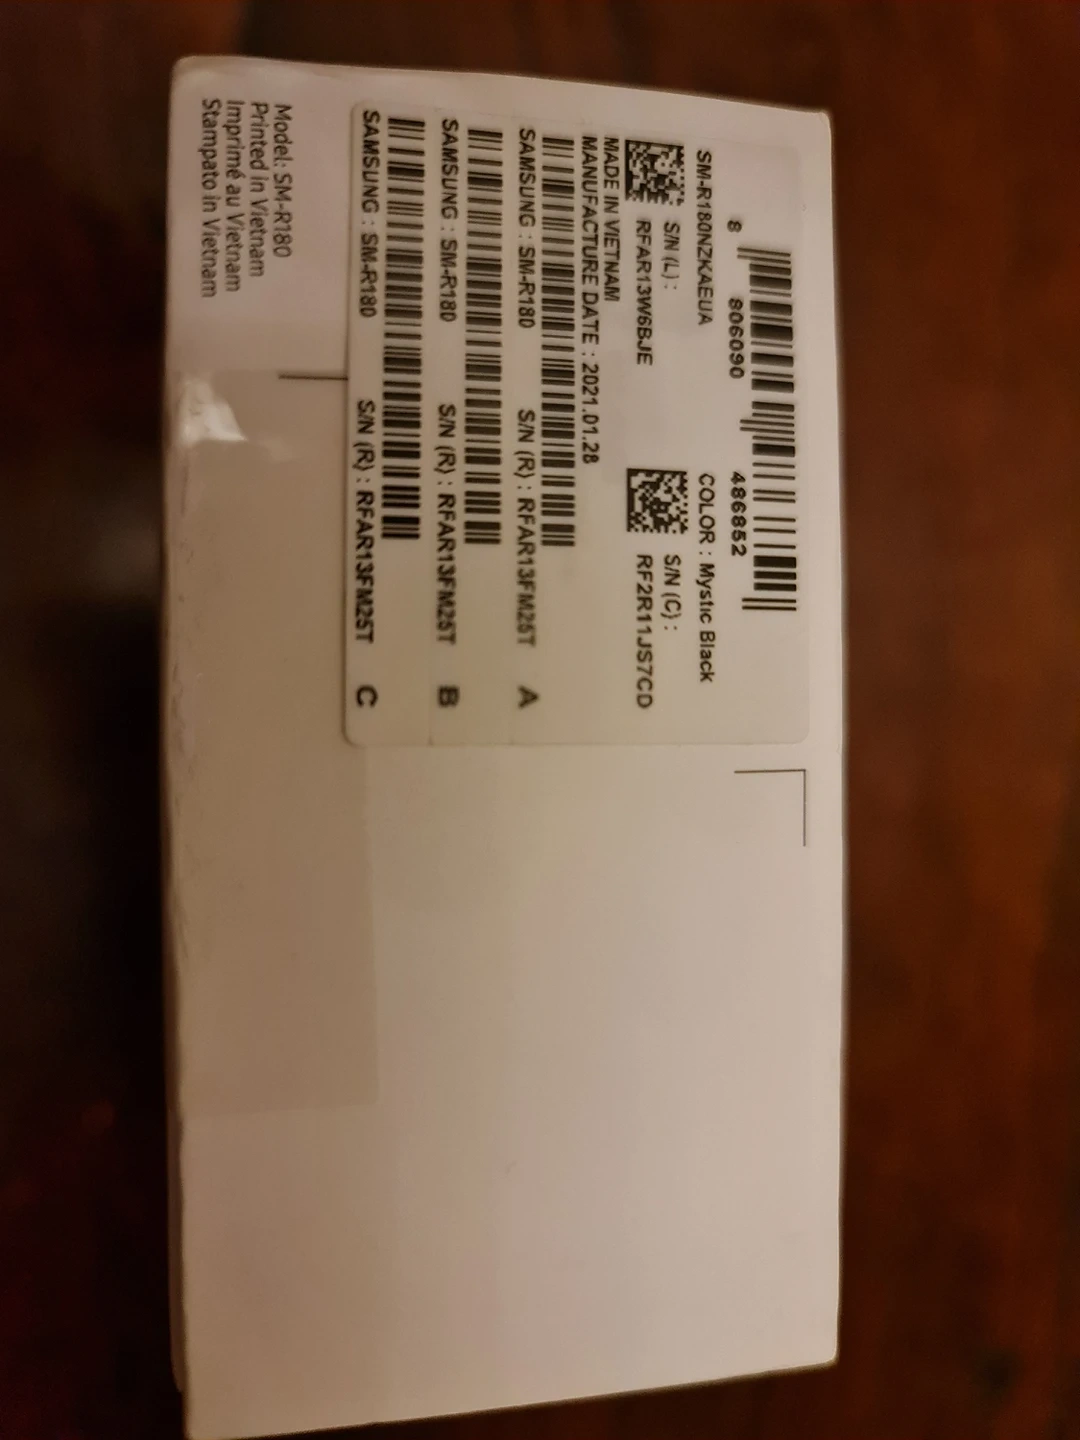 8 806090 486852
SM-R180NZKAEUA COLOR : Mystic Black
S/N (L) : S/N (C) :
RFAR13W6BJE RF2R11JS7CD
MADE IN VIETNAM
MANUFACTURE DATE : 2021.01.28
SAMSUNG : SM-R180 S/N (R) : RFAR13FM25T A
SAMSUNG : SM-R180 S/N (R) : RFAR13FM25T B
SAMSUNG : SM-R180 S/N (R) : RFAR13FM25T C
Model: SM-R180
Printed in Vietnam
Imprimé au Vietnam
Stampato in Vietnam